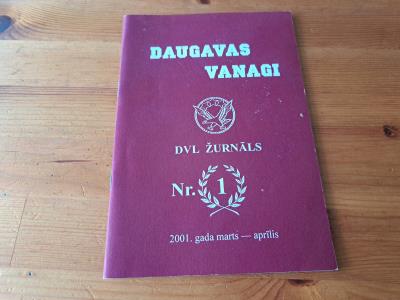 DAUGAVAS
VANAGI
DVL ŽURNĀLS
Nr. 1
2001. gada marts — aprīlis